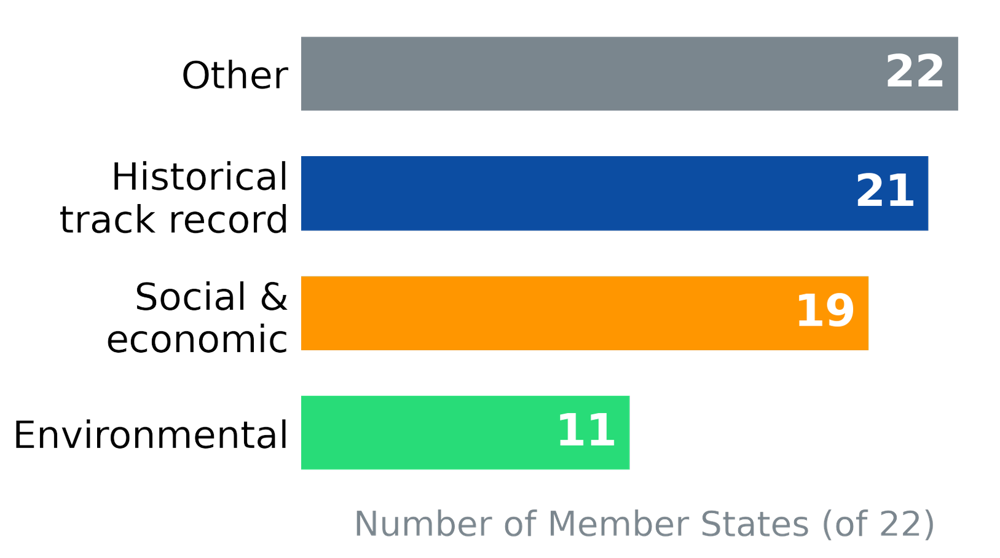 Other
22
Historical
track record
21
Social &
economic
19
Environmental
11
Number of Member States (of 22)